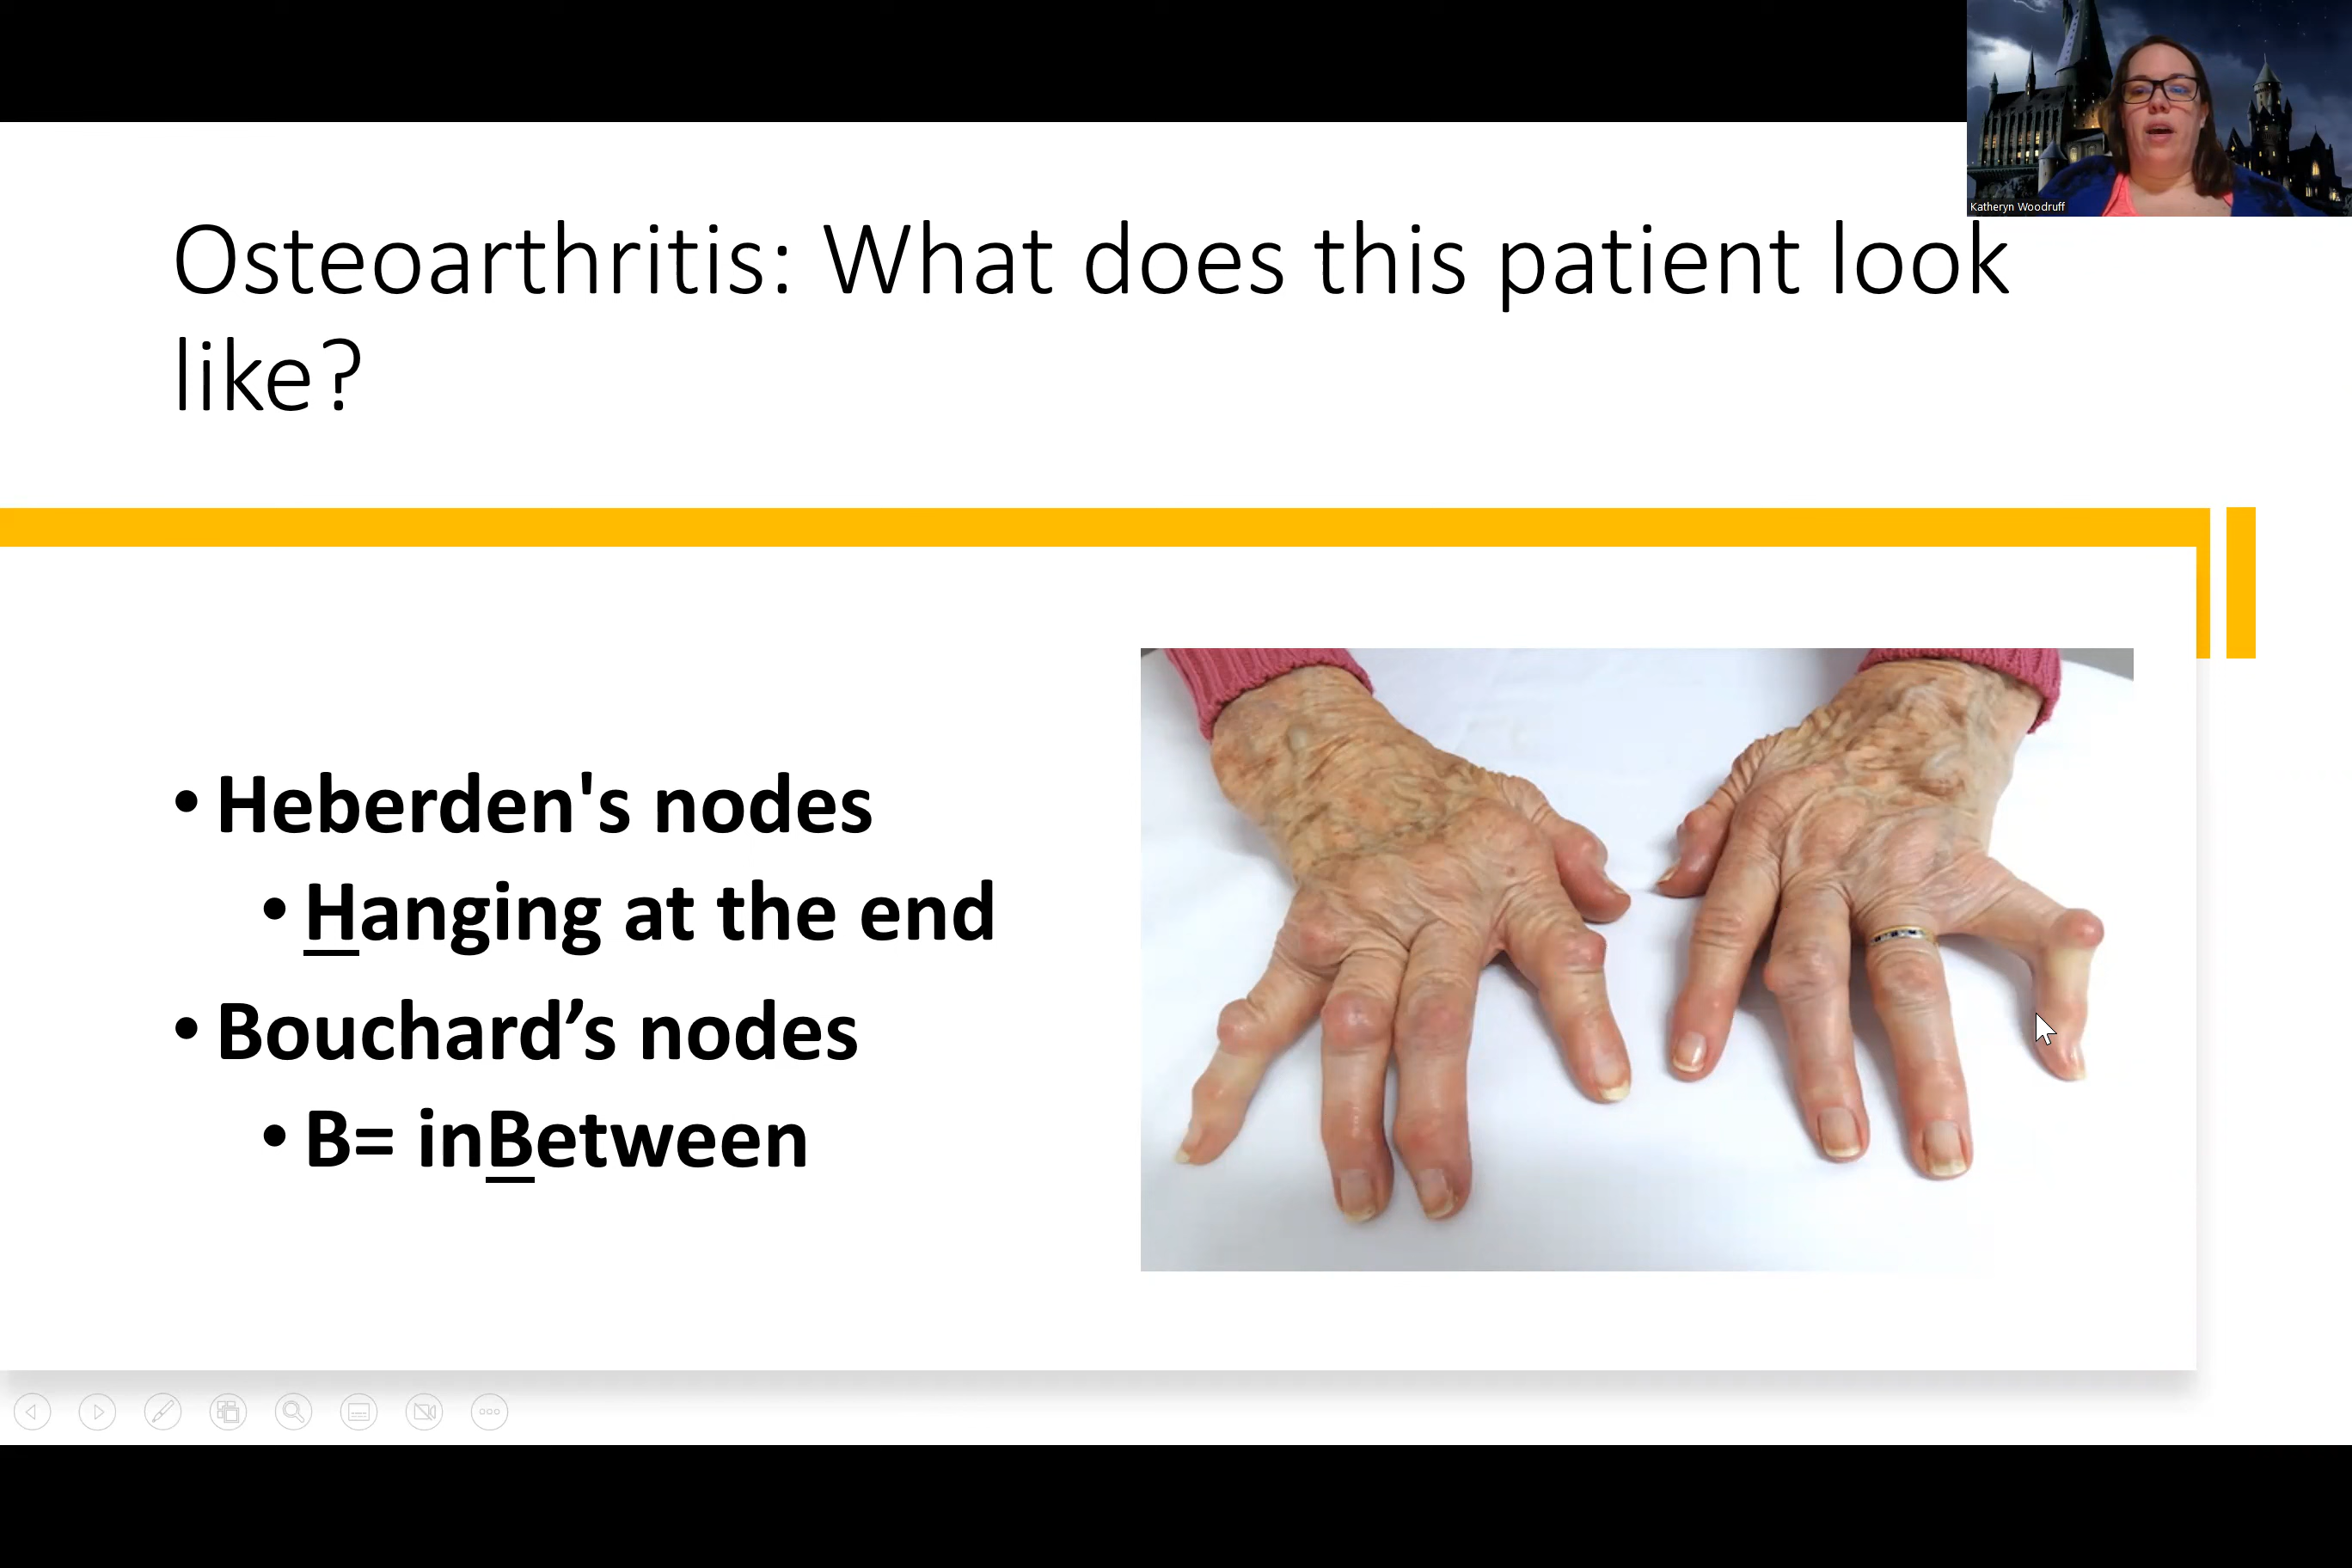 Katheryn Woodruff
Osteoarthritis: What does this patient look
like?
• Heberden's nodes
• Hanging at the end
• Bouchard’s nodes
• B= inBetween